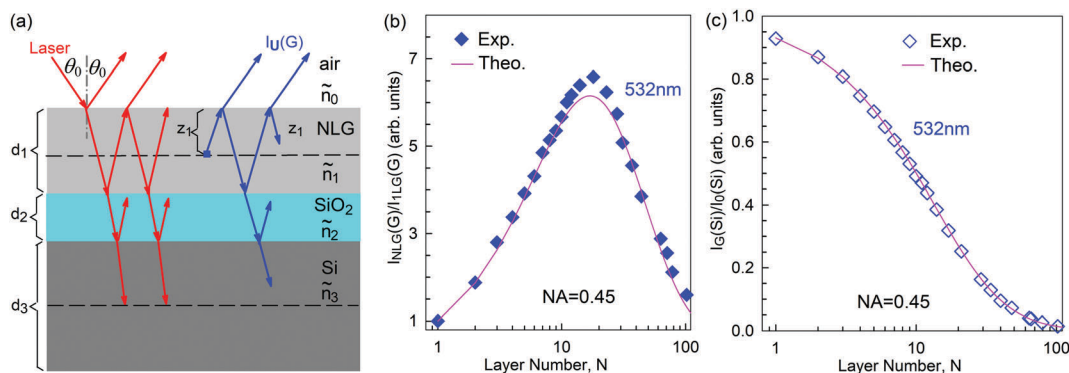 (a)
Laser
θ0 θ0
IU(G)
air
ñ0
z1
z1
NLG
d1
ñ1
SiO2
d2
ñ2
Si
ñ3
d3
(b)
INLG(G)/I1LG(G) (arb. units)
7
6
5
4
3
2
1
Exp.
Theo.
532nm
NA=0.45
1
10
100
Layer Number, N
(c)
IG(Si)/I0(Si) (arb. units)
1.0
0.8
0.6
0.4
0.2
0.0
Exp.
Theo.
532nm
NA=0.45
1
10
100
Layer Number, N